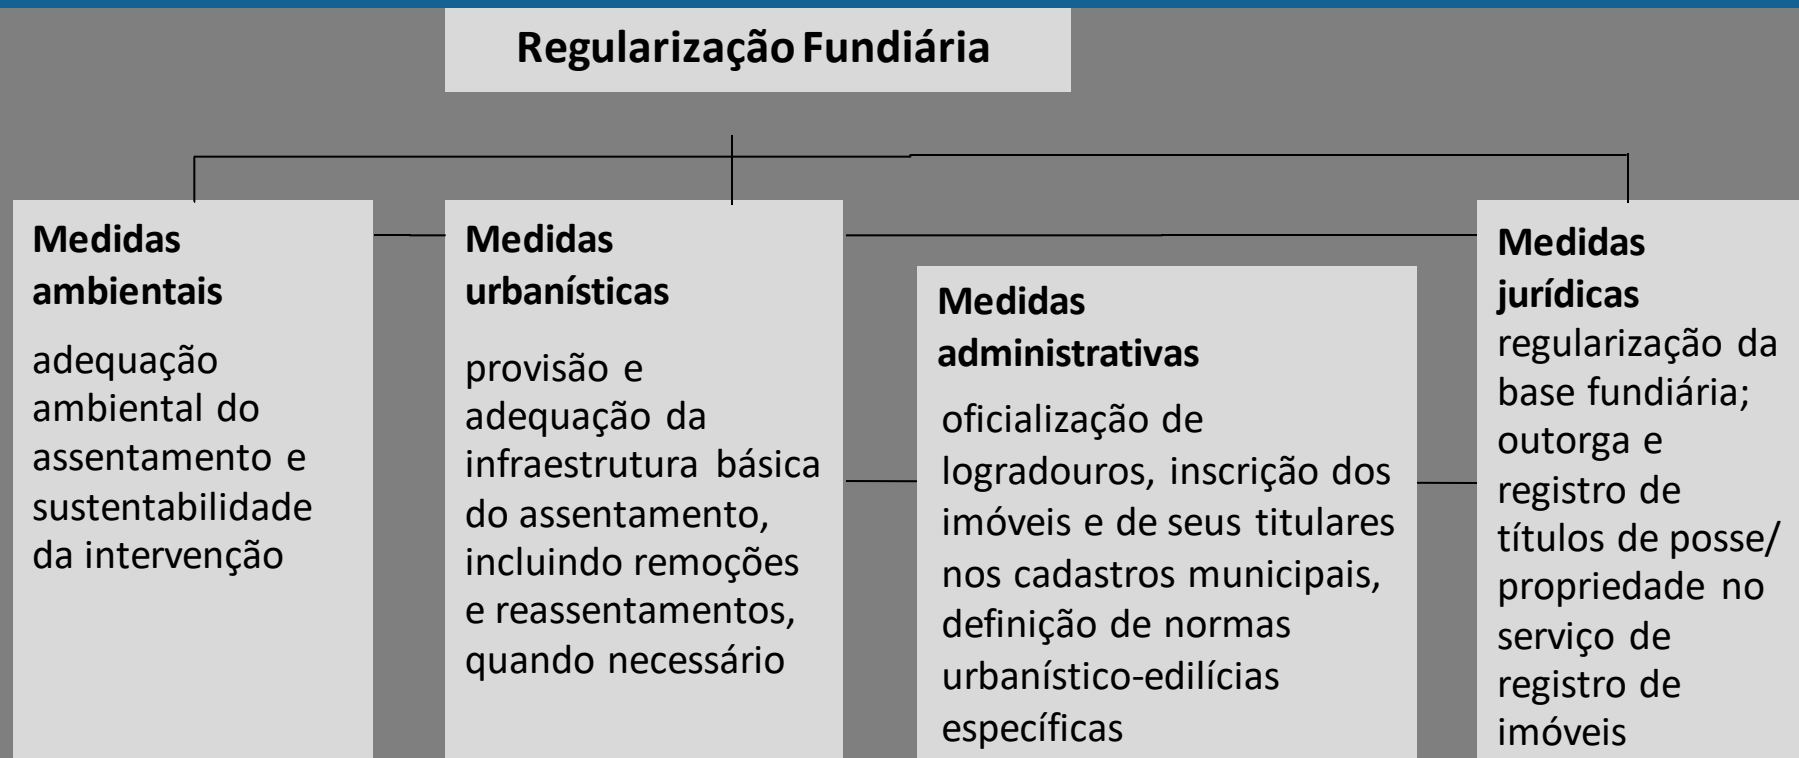 Regularização Fundiária
Medidas
ambientais
adequação
ambiental do
assentamento e
sustentabilidade
da intervenção
Medidas
urbanísticas
provisão e
adequação da
infraestrutura básica
do assentamento,
incluindo remoções
e reassentamentos,
quando necessário
Medidas
administrativas
oficialização de
logradouros, inscrição dos
imóveis e de seus titulares
nos cadastros municipais,
definição de normas
urbanístico-edilícias
específicas
Medidas
jurídicas
regularização da
base fundiária;
outorga e
registro de
títulos de posse/
propriedade no
serviço de
registro de
imóveis